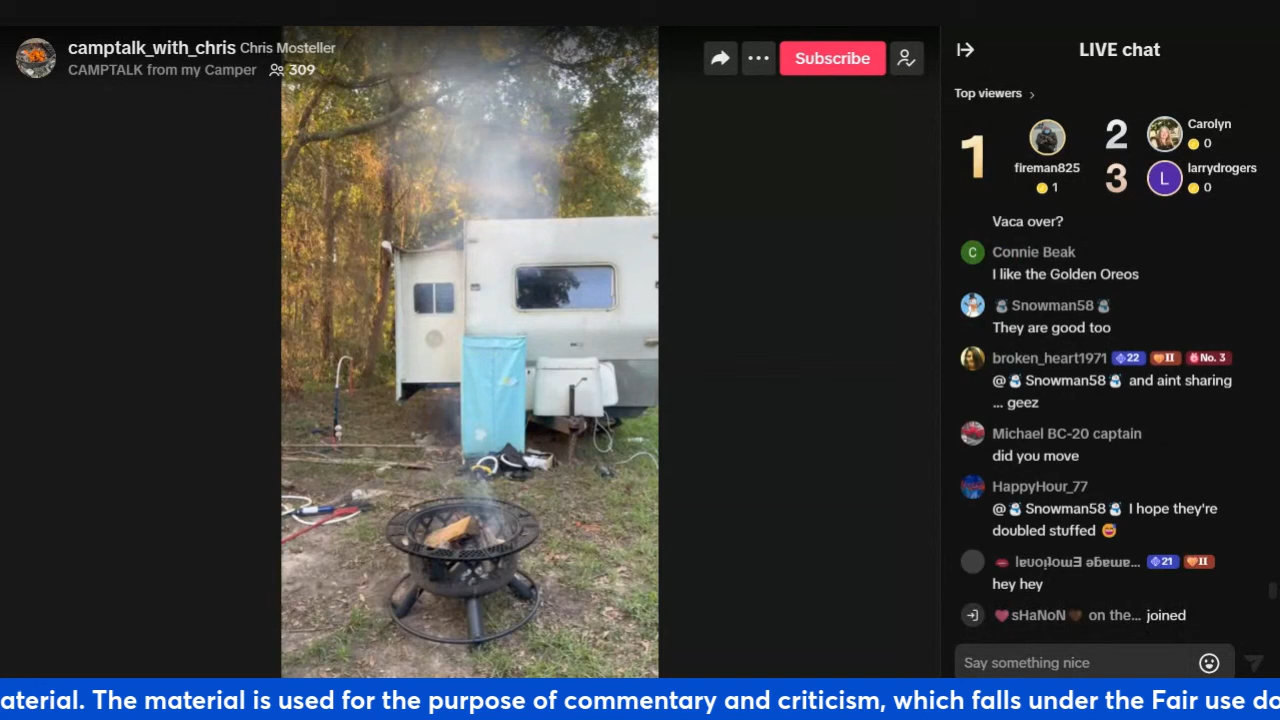 camptalk_with_chris Chris Mosteller
CAMPTALK from my Camper 309
Subscribe
LIVE chat
Top viewers
1
fireman825
1
2
Carolyn
0
3
L
larrydrogers
0
Vaca over?
C
Connie Beak
I like the Golden Oreos
Snowman58
They are good too
broken_heart1971 22 II No. 3
@⛄Snowman58⛄ and aint sharing
... geez
Michael BC-20 captain
did you move
HappyHour_77
@⛄Snowman58⛄ I hope they're
doubled stuffed 😅
21 II
hey hey
sHaNoN on the... joined
Say something nice
aterial. The material is used for the purpose of commentary and criticism, which falls under the Fair use do